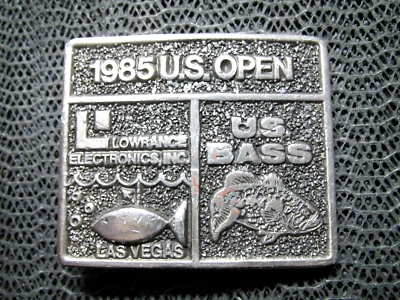 1985 U.S. OPEN
LOWRANCE
ELECTRONICS, INC.
LAS VEGAS
U.S.
BASS